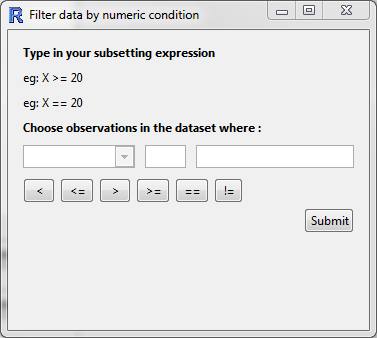 Filter data by numeric condition
Type in your subsetting expression
eg: X >= 20
eg: X == 20
Choose observations in the dataset where :
< <= > >= == !=
Submit